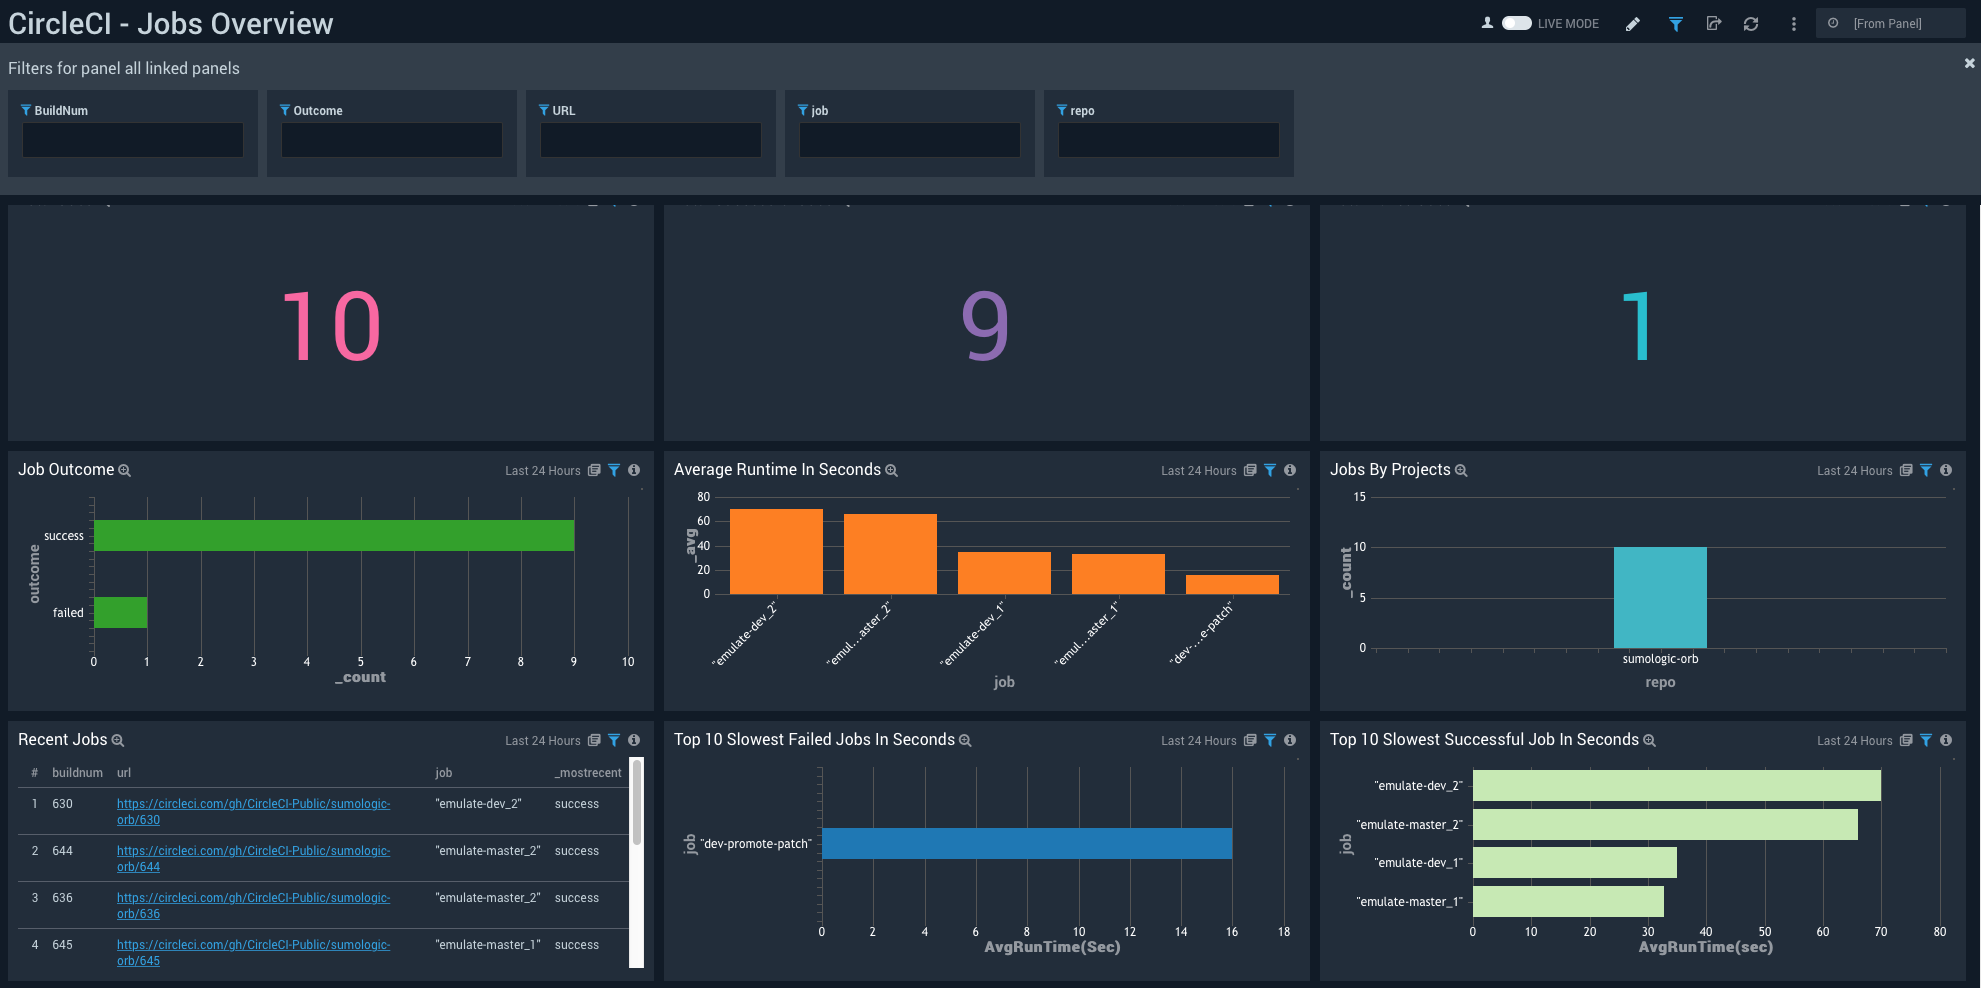 CircleCI - Jobs Overview
LIVE MODE
[From Panel]
Filters for panel all linked panels
BuildNum
Outcome
URL
job
repo
10
9
1
Job Outcome
Last 24 Hours
outcome
success
failed
0 1 2 3 4 5 6 7 8 9 10
_count
Average Runtime In Seconds
Last 24 Hours
_avg
80
60
40
20
0
"emulate-dev_2"
"emul...aster_2"
"emulate-dev_1"
"emul...aster_1"
"dev-...e-patch"
job
Jobs By Projects
Last 24 Hours
_count
15
10
5
0
sumologic-orb
repo
Recent Jobs
Last 24 Hours
# buildnum url job _mostrecent
1 630 https://circleci.com/gh/CircleCI-Public/sumologic- "emulate-dev_2" success
orb/630
2 644 https://circleci.com/gh/CircleCI-Public/sumologic- "emulate-master_2" success
orb/644
3 636 https://circleci.com/gh/CircleCI-Public/sumologic- "emulate-master_2" success
orb/636
4 645 https://circleci.com/gh/CircleCI-Public/sumologic- "emulate-master_1" success
orb/645
Top 10 Slowest Failed Jobs In Seconds
Last 24 Hours
job
"dev-promote-patch"
0 2 4 6 8 10 12 14 16 18
AvgRunTime(Sec)
Top 10 Slowest Successful Job In Seconds
Last 24 Hours
job
"emulate-dev_2"
"emulate-master_2"
"emulate-dev_1"
"emulate-master_1"
0 10 20 30 40 50 60 70 80
AvgRunTime(sec)